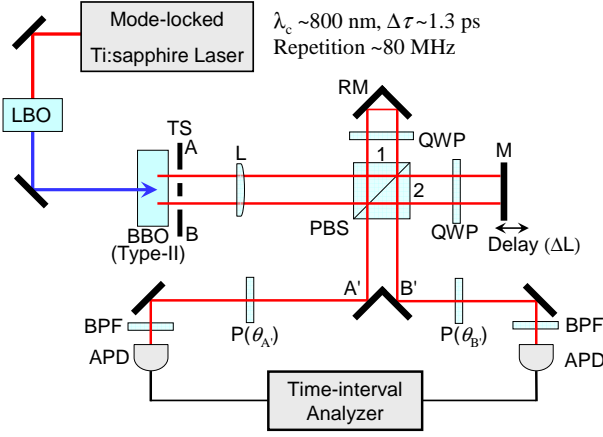 Mode-locked
Ti:sapphire Laser
λc ~800 nm, Δτ~1.3 ps
Repetition ~80 MHz
LBO
RM
QWP
TS
A
L
1
2
M
PBS
QWP
Delay (ΔL)
B
BBO
(Type-II)
A'
B'
BPF
P(θA')
P(θB')
BPF
APD
APD
Time-interval
Analyzer